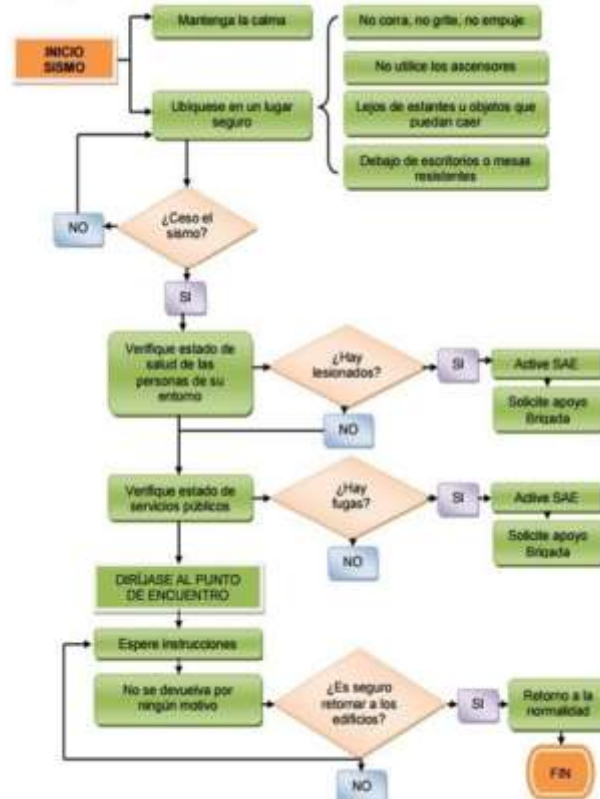 INICIO
SISMO
Mantenga la calma
Ubíquese en un lugar
seguro
No corra, no grite, no empuje
No utilice los ascensores
Lejos de estantes u objetos que
puedan caer
Debajo de escritorios o mesas
resistentes
¿Ceso el
sismo?
NO
SI
Verifique estado de
salud de las
personas de su
entorno
¿Hay
lesionados?
SI
Active SAE
Solicite apoyo
Brigada
NO
Verifique estado de
servicios públicos
¿Hay
fugas?
SI
Active SAE
Solicite apoyo
Brigada
NO
DIRÍJASE AL PUNTO
DE ENCUENTRO
Espere instrucciones
No se devuelva por
ningún motivo
¿Es seguro
retornar a los
edificios?
SI
Retorno a la
normalidad
NO
FIN